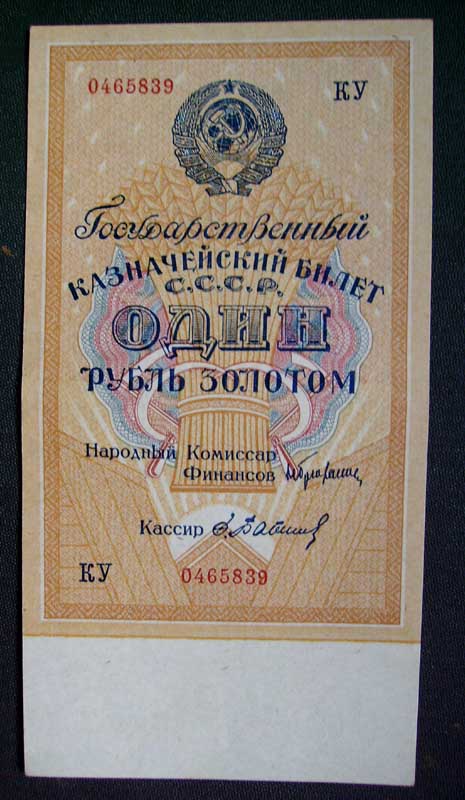 0465839 КУ
Государственный
КАЗНАЧЕЙСКИЙ БИЛЕТ
С.С.С.Р.
ОДИН
РУБЛЬ ЗОЛОТОМ
Народный Комиссар
Финансов
Кассир
КУ 0465839